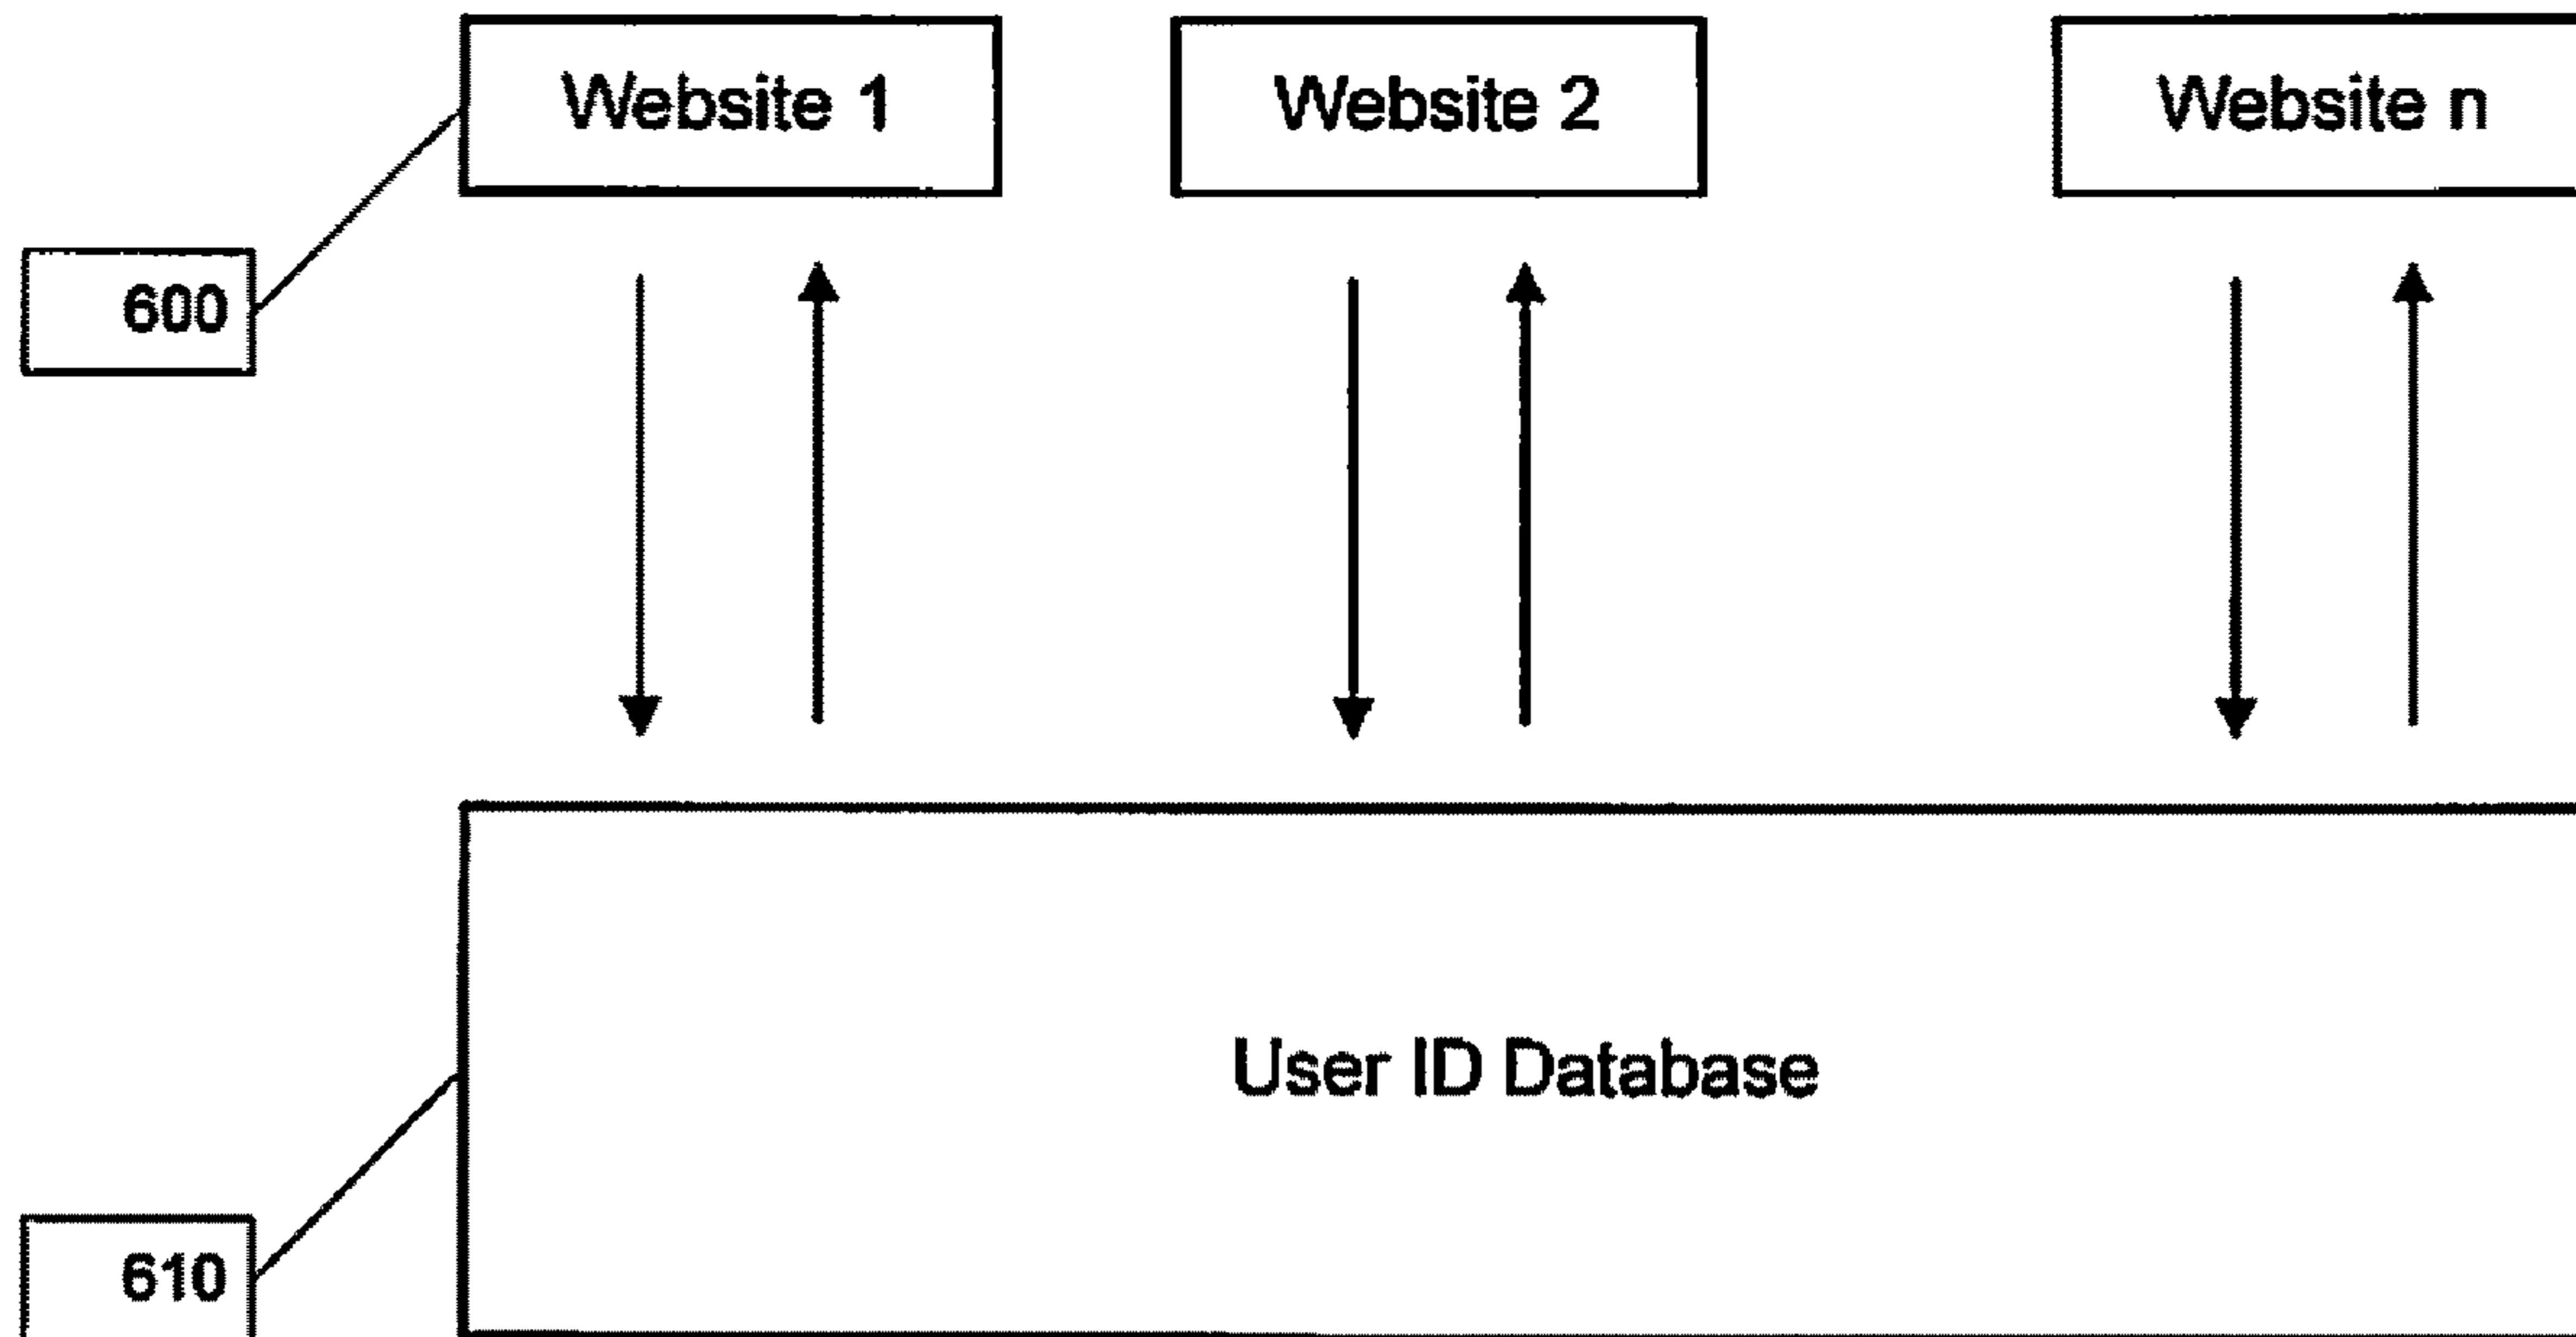 Website 1
Website 2
Website n
600
User ID Database
610